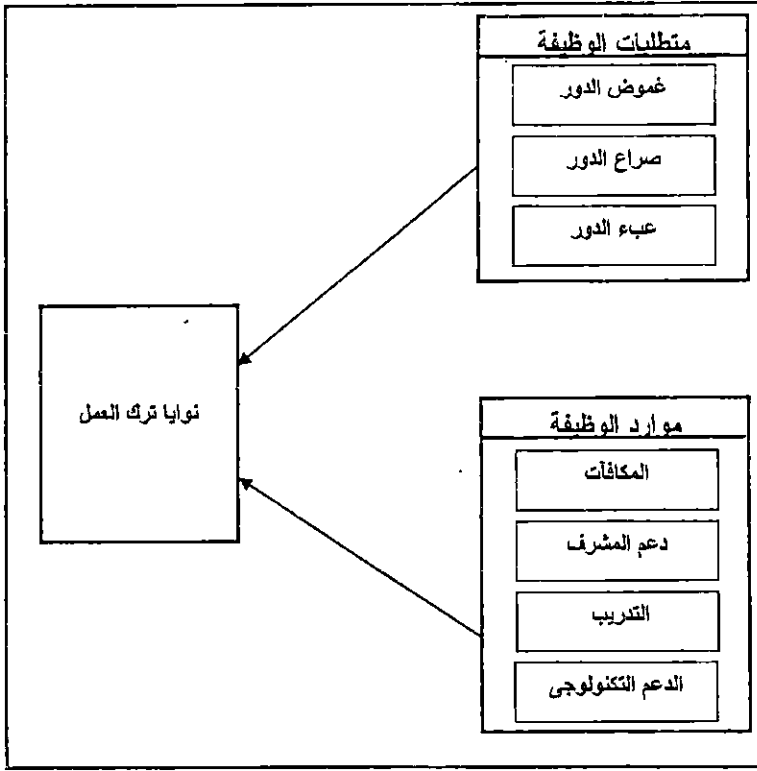 متطلبات الوظيفة
غموض الدور
صراع الدور
عبء الدور
نوايا ترك العمل
موارد الوظيفة
المكافآت
دعم المشرف
التدريب
الدعم التكنولوجى